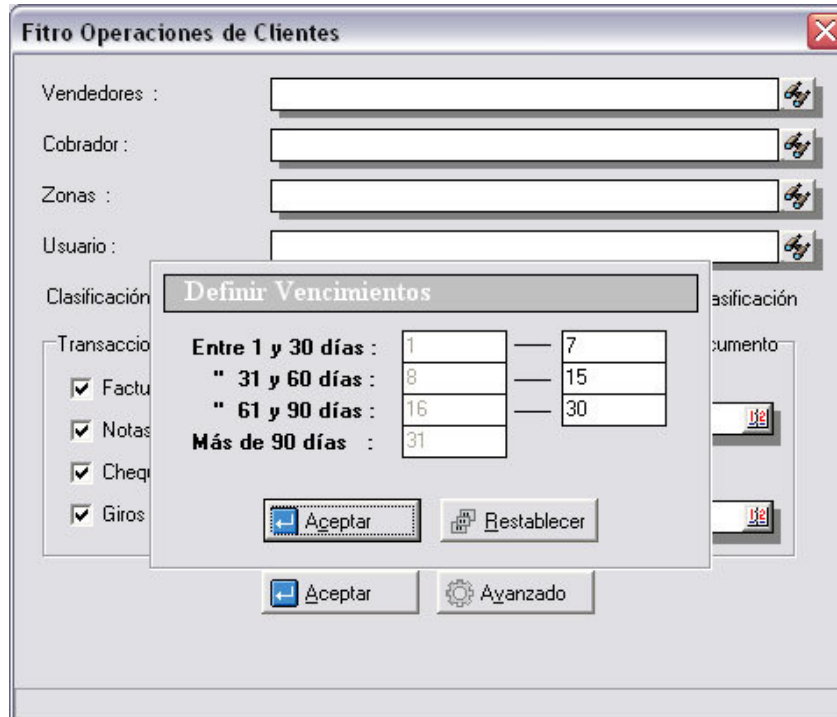 Fitro Operaciones de Clientes
Vendedores :
Cobrador :
Zonas :
Usuario :
Clasificación
asificación
Definir Vencimientos
Transaccio
cumento
Entre 1 y 30 días : 1 — 7
" 31 y 60 días : 8 — 15
" 61 y 90 días : 16 — 30
Más de 90 días : 31
Factu
Notas
Chequ
Giros
Aceptar Restablecer
Aceptar Avanzado